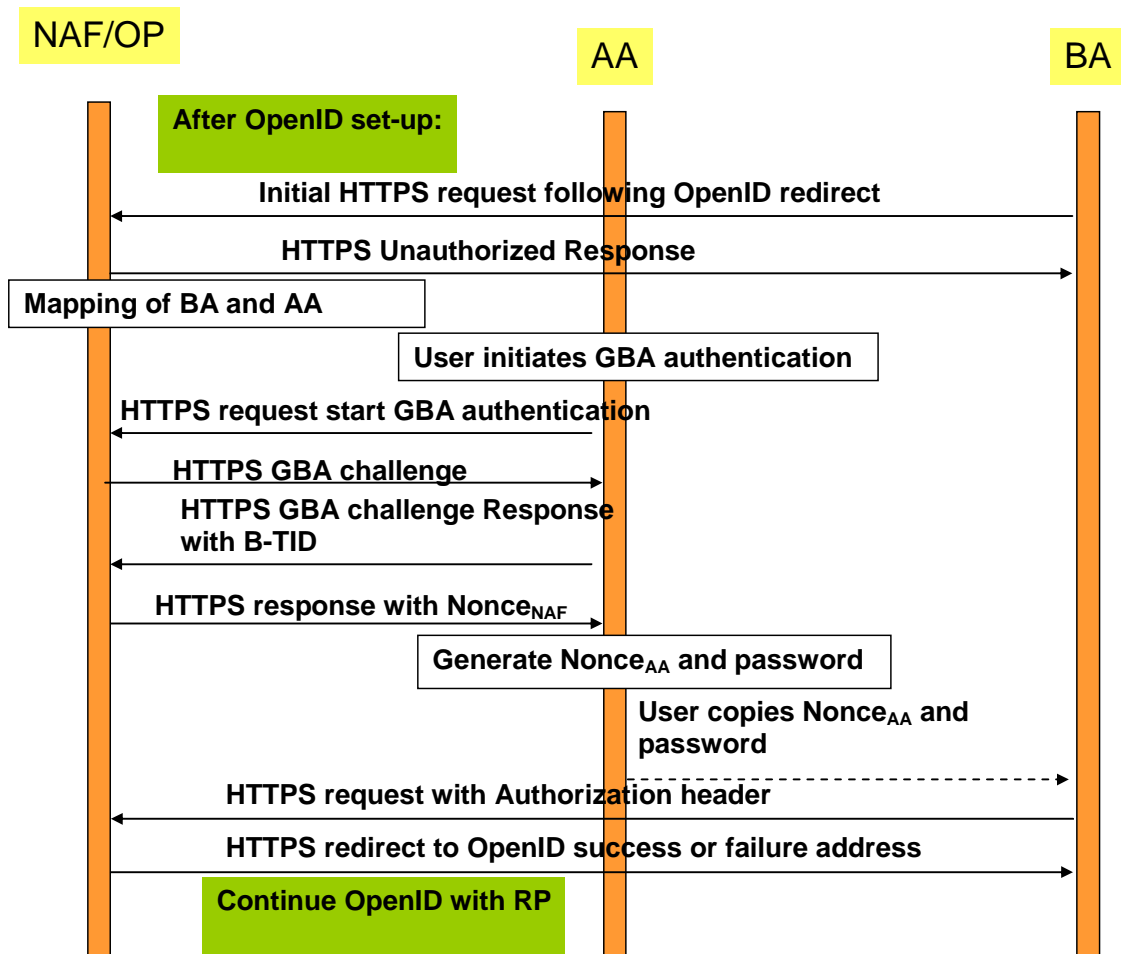 NAF/OP
AA
BA
After OpenID set-up:
Initial HTTPS request following OpenID redirect
HTTPS Unauthorized Response
Mapping of BA and AA
User initiates GBA authentication
HTTPS request start GBA authentication
HTTPS GBA challenge
HTTPS GBA challenge Response
with B-TID
HTTPS response with NonceNAF
Generate NonceAA and password
User copies NonceAA and
password
HTTPS request with Authorization header
HTTPS redirect to OpenID success or failure address
Continue OpenID with RP